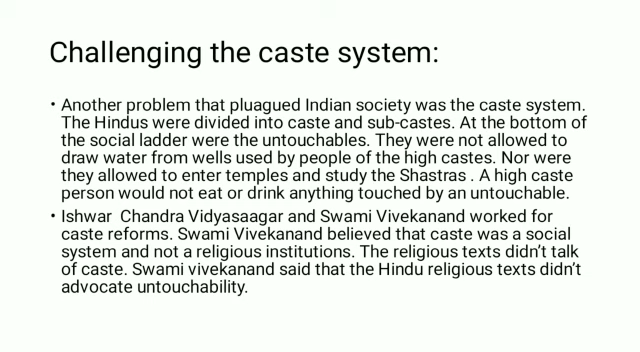 Challenging the caste system:
• Another problem that pluagued Indian society was the caste system.
The Hindus were divided into caste and sub-castes. At the bottom of
the social ladder were the untouchables. They were not allowed to
draw water from wells used by people of the high castes. Nor were
they allowed to enter temples and study the Shastras . A high caste
person would not eat or drink anything touched by an untouchable.
• Ishwar  Chandra Vidyasaagar and Swami Vivekanand worked for
caste reforms. Swami Vivekanand believed that caste was a social
system and not a religious institutions. The religious texts didn’t talk
of caste. Swami vivekanand said that the Hindu religious texts didn’t
advocate untouchability.